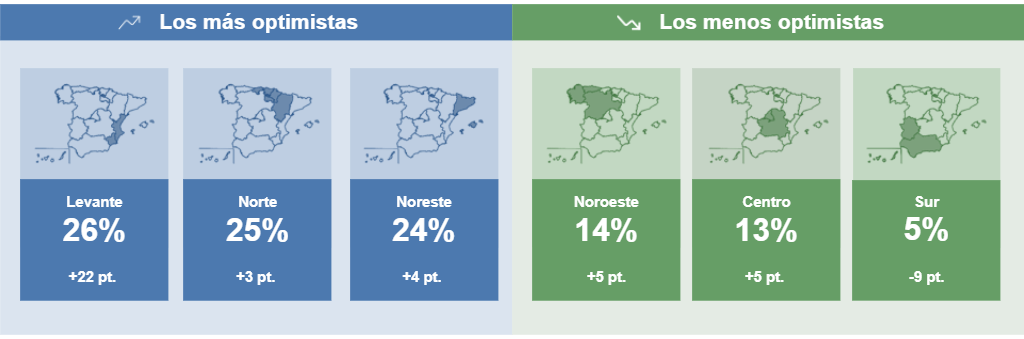 Los más optimistas
Levante
26%
+22 pt.
Norte
25%
+3 pt.
Noreste
24%
+4 pt.
Los menos optimistas
Noroeste
14%
+5 pt.
Centro
13%
+5 pt.
Sur
5%
-9 pt.